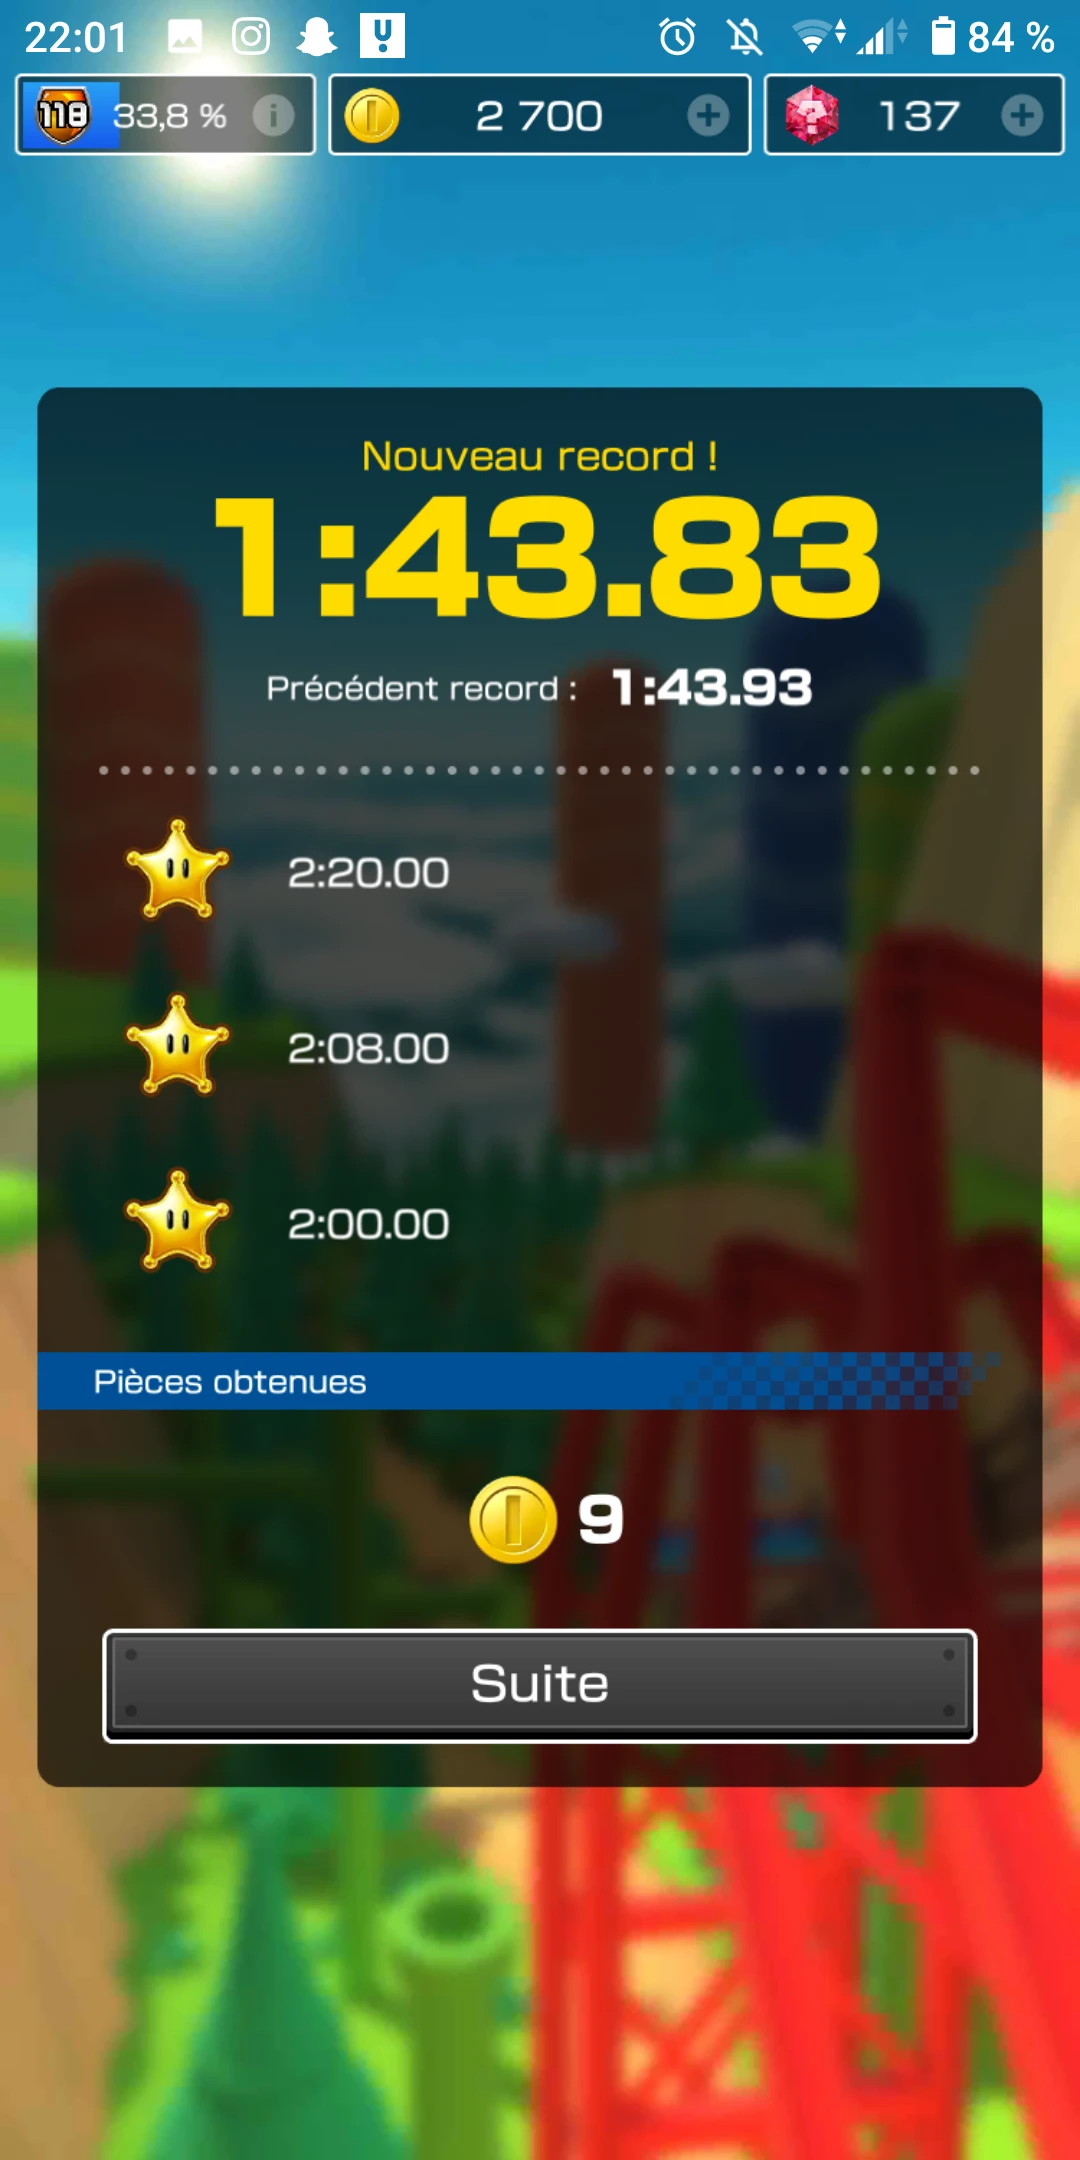 22:01 84 %
118 33,8 % i 2 700 + 137 +
Nouveau record !
1:43.83
Précédent record : 1:43.93
2:20.00
2:08.00
2:00.00
Pièces obtenues
9
Suite